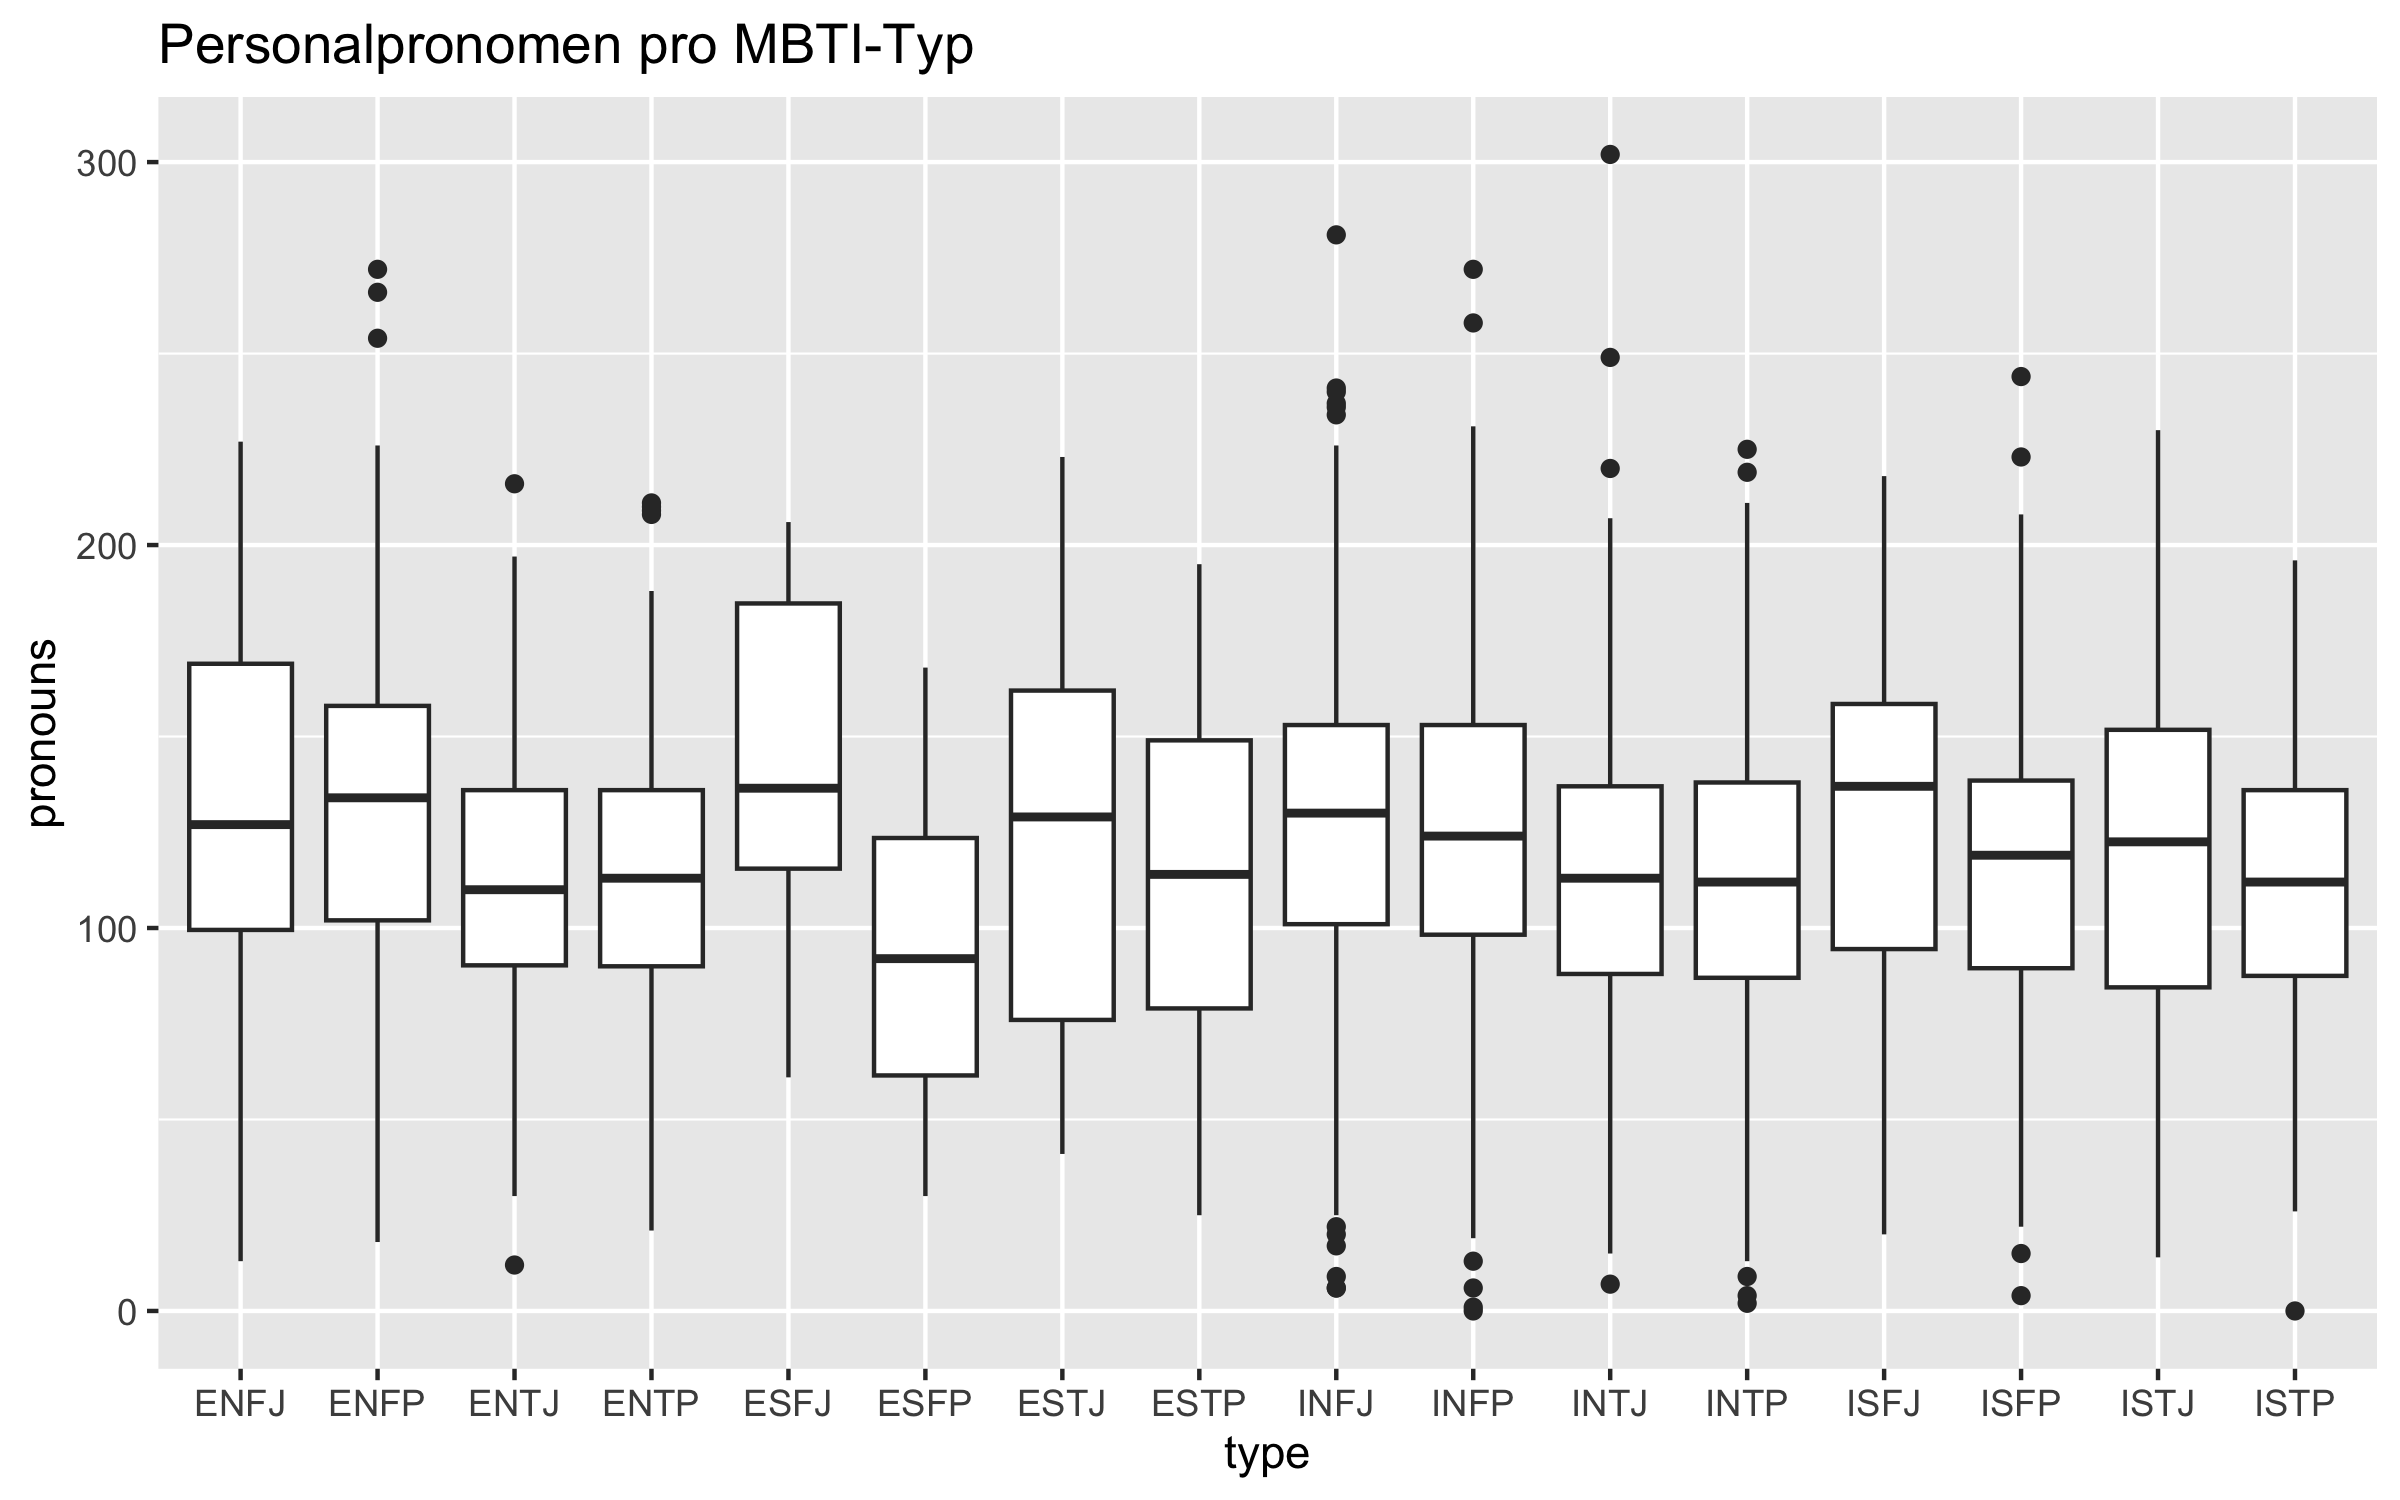 Personalpronomen pro MBTI-Typ
pronouns
300
200
100
0
ENFJ ENFP ENTJ ENTP ESFJ ESFP ESTJ ESTP INFJ INFP INTJ INTP ISFJ ISFP ISTJ ISTP
type